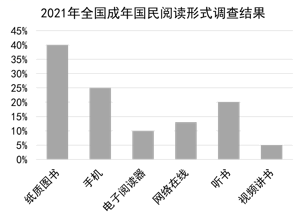 2021年全国成年国民阅读形式调查结果
45%
40%
35%
30%
25%
20%
15%
10%
5%
0%
纸质图书
手机
电子阅读器
网络在线
听书
视频讲书